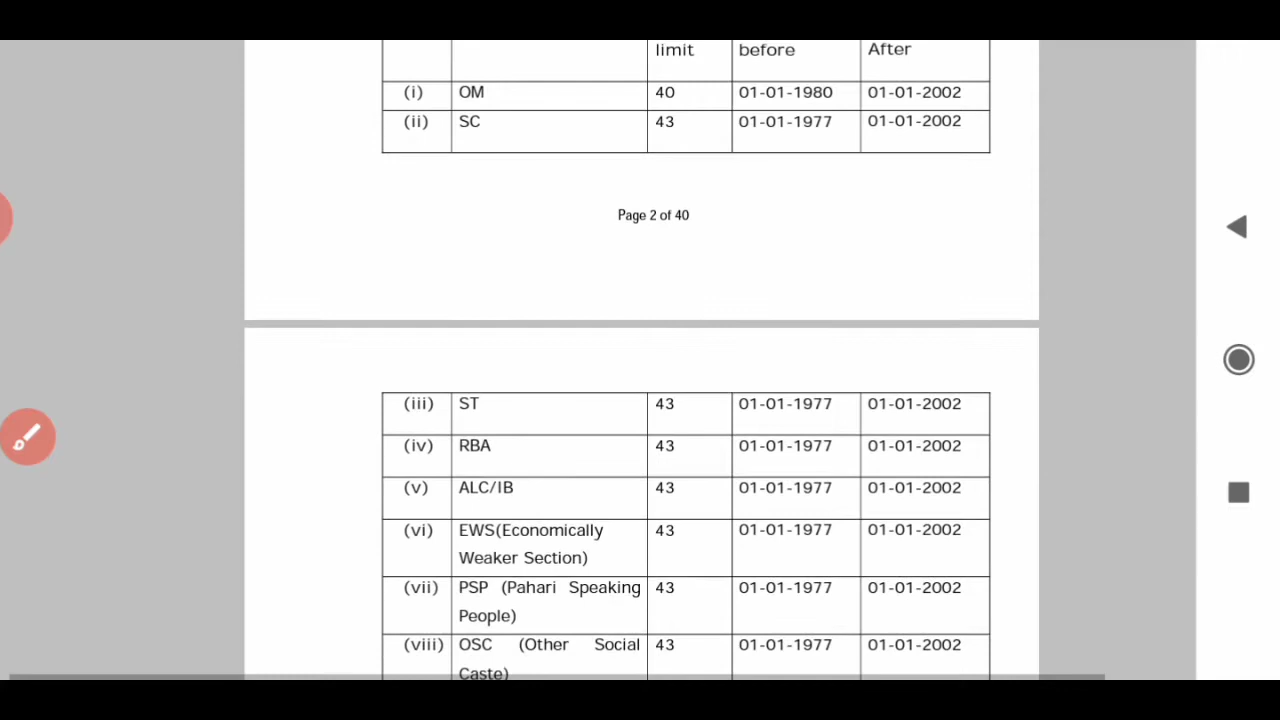 limit before After
(i) OM 40 01-01-1980 01-01-2002
(ii) SC 43 01-01-1977 01-01-2002
Page 2 of 40
(iii) ST 43 01-01-1977 01-01-2002
(iv) RBA 43 01-01-1977 01-01-2002
(v) ALC/IB 43 01-01-1977 01-01-2002
(vi) EWS(Economically 43 01-01-1977 01-01-2002
Weaker Section)
(vii) PSP (Pahari Speaking 43 01-01-1977 01-01-2002
People)
(viii) OSC (Other Social 43 01-01-1977 01-01-2002
Caste)